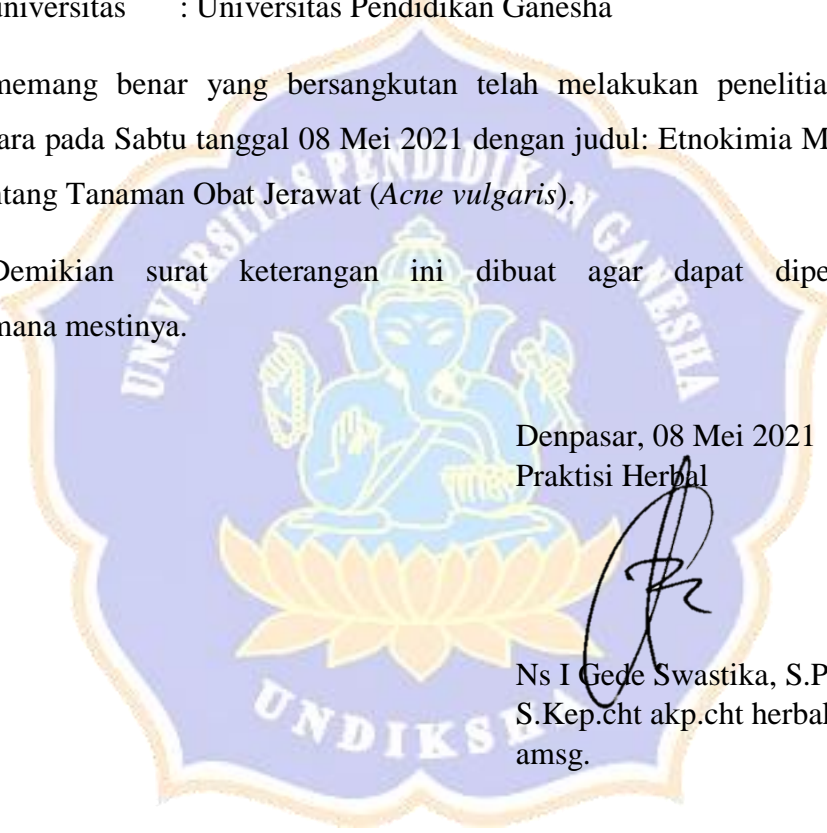 universitas : Universitas Pendidikan Ganesha
memang benar yang bersangkutan telah melakukan penelitia
ara pada Sabtu tanggal 08 Mei 2021 dengan judul: Etnokimia M
ntang Tanaman Obat Jerawat (Acne vulgaris).
Demikian surat keterangan ini dibuat agar dapat dipe
mana mestinya.
UNIVERSITAS PENDIDIKAN GANESHA
Denpasar, 08 Mei 2021
Praktisi Herbal
Ns I Gede Swastika, S.P
S.Kep.cht akp.cht herbal
amsg.
UNDIKSHA